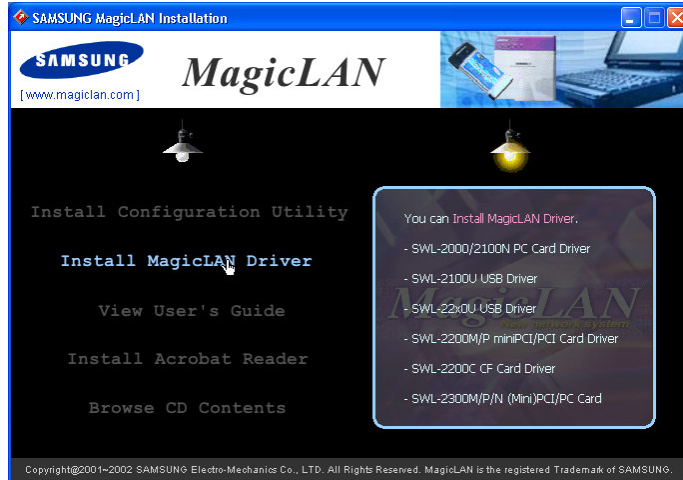 SAMSUNG MagicLAN Installation
SAMSUNG
MagicLAN
[www.magiclan.com]
Install Configuration Utility
Install MagicLAN Driver
View User's Guide
Install Acrobat Reader
Browse CD Contents
You can Install MagicLAN Driver.
- SWL-2000/2100N PC Card Driver
- SWL-2100U USB Driver
- SWL-22x0U USB Driver
- SWL-2200M/P miniPCI/PCI Card Driver
- SWL-2200C CF Card Driver
- SWL-2300M/P/N (Mini)PCI/PC Card
MagicLAN
New network system
Copyright@2001~2002 SAMSUNG Electro-Mechanics Co., LTD. All Rights Reserved. MagicLAN is the registered Trademark of SAMSUNG.